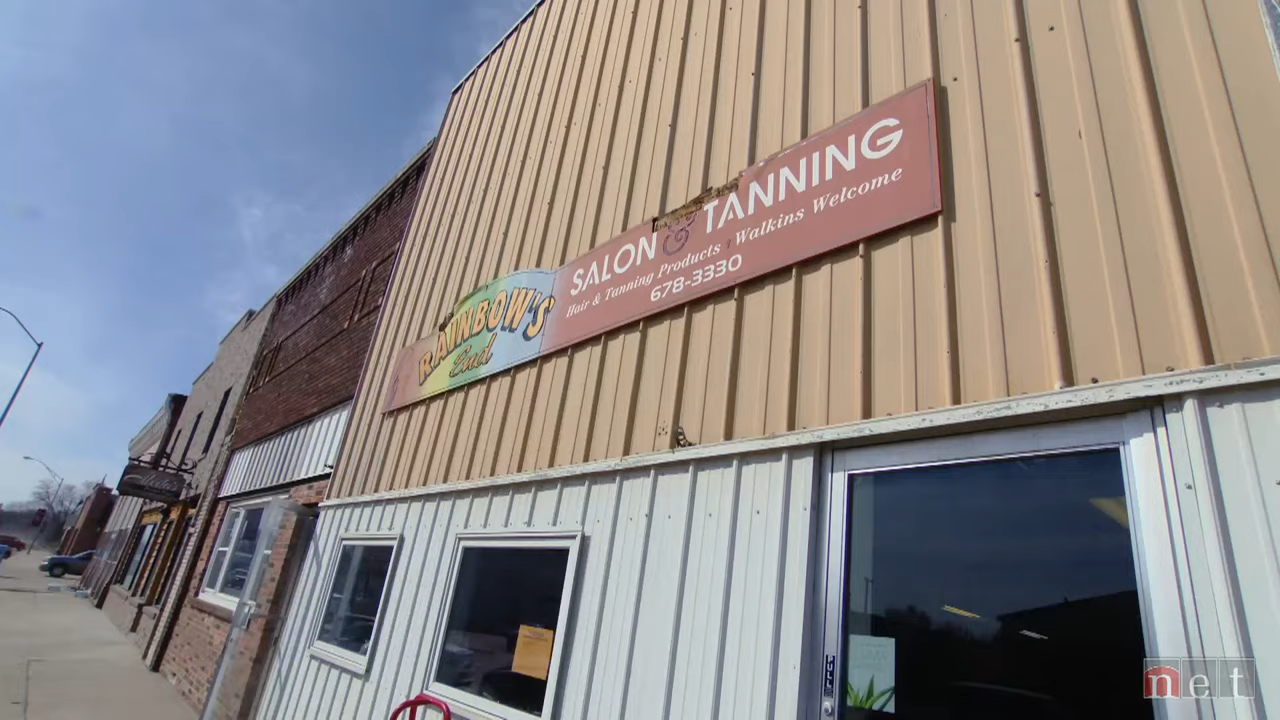 RAINBOW'S
End
SALON & TANNING
Hair & Tanning Products Walkins Welcome
678-3330
PULL
net